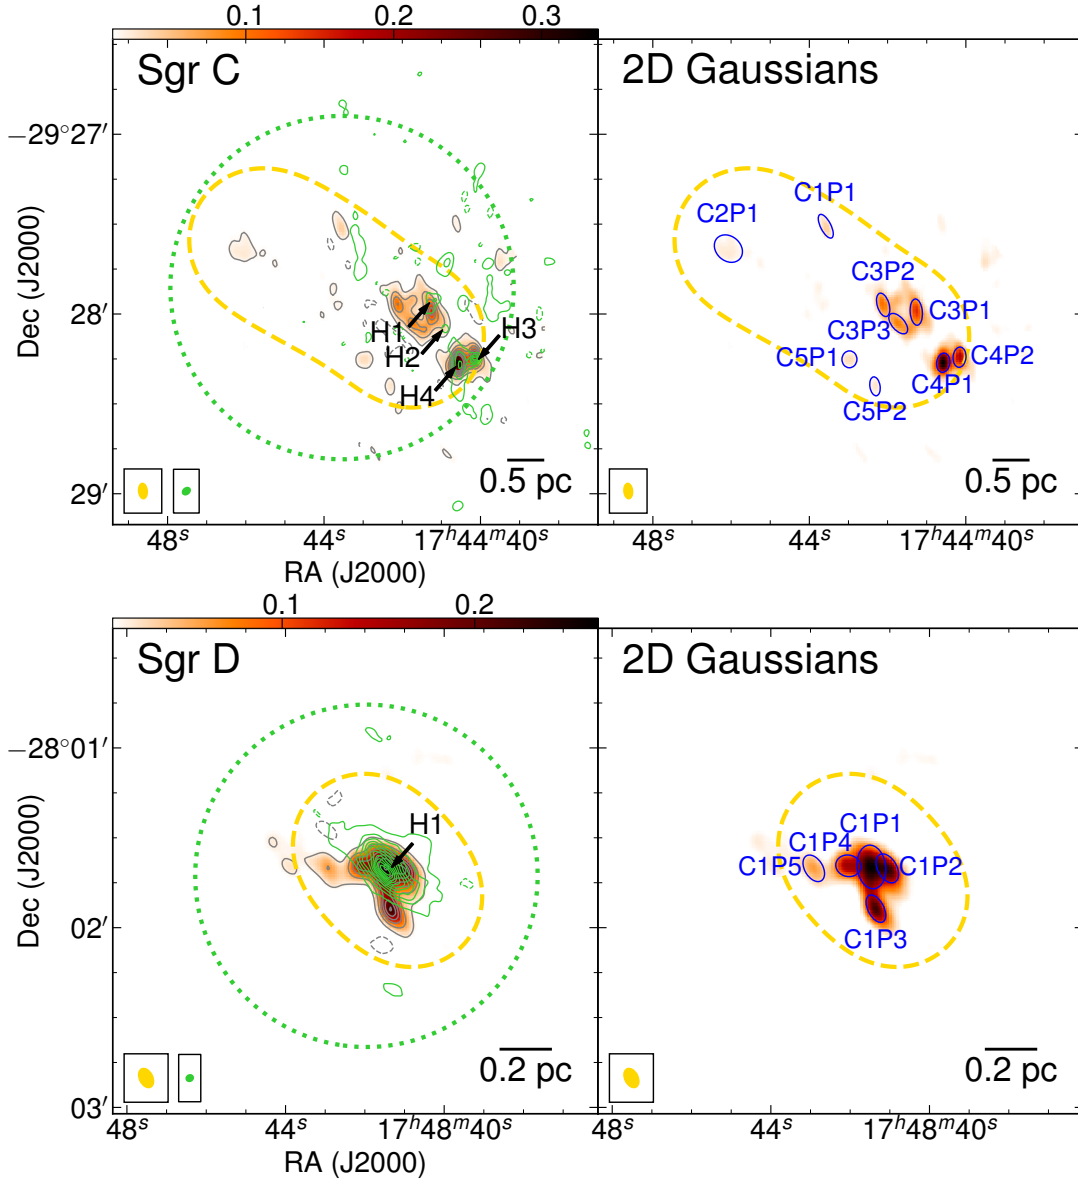 0.1 0.2 0.3
Sgr C
2D Gaussians
−29°27′
28′
29′
Dec (J2000)
H1
H2
H3
H4
C1P1
C2P1
C3P2
C3P1
C3P3
C5P1
C4P2
C4P1
C5P2
0.5 pc
0.5 pc
48s 44s 17h44m40s
48s 44s 17h44m40s
RA (J2000)
0.1 0.2
Sgr D
2D Gaussians
−28°01′
02′
03′
Dec (J2000)
H1
C1P1
C1P4
C1P5
C1P2
C1P3
0.2 pc
0.2 pc
48s 44s 17h48m40s
48s 44s 17h48m40s
RA (J2000)